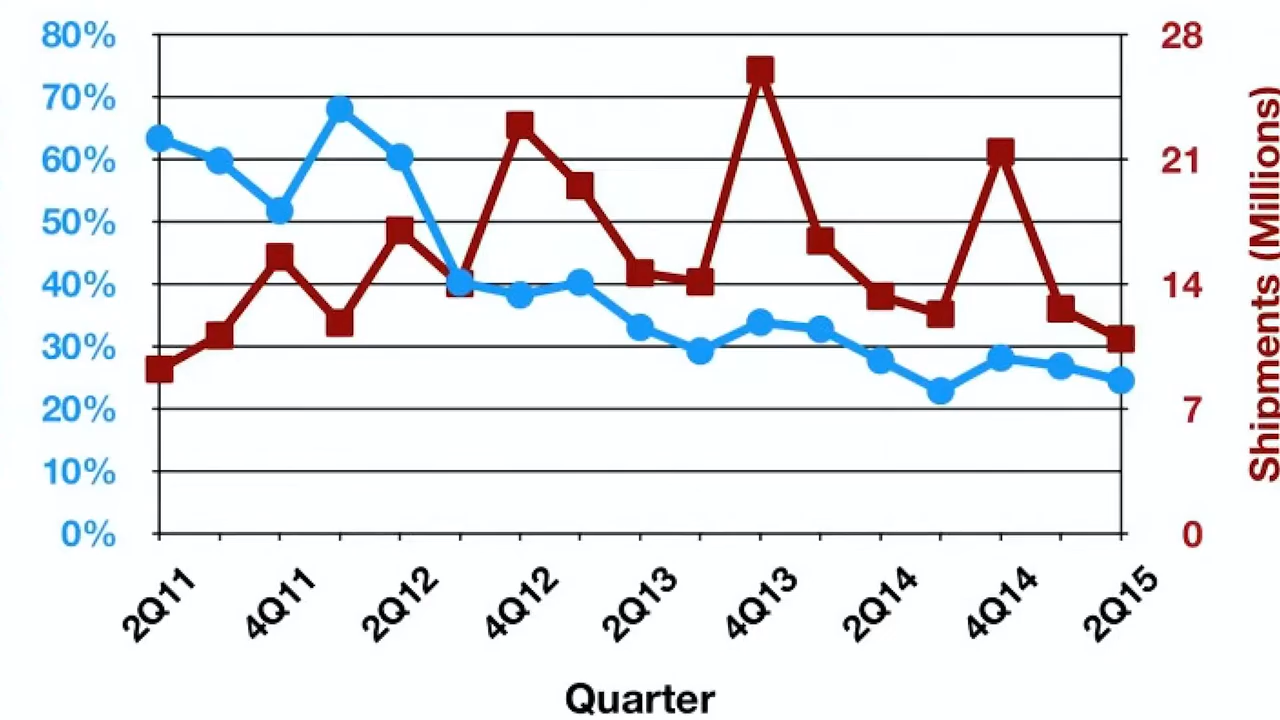 80%
70%
60%
50%
40%
30%
20%
10%
0%
28
21
14
7
0
Shipments (Millions)
2Q11
4Q11
2Q12
4Q12
2Q13
4Q13
2Q14
4Q14
2Q15
Quarter